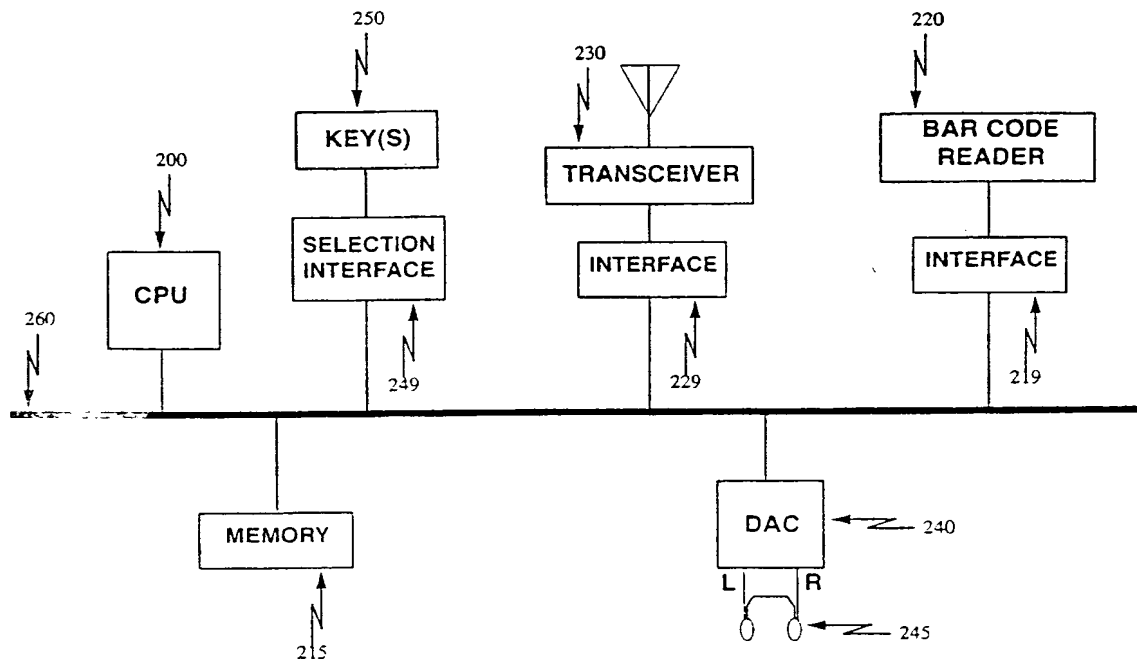 250
220
230
KEY(S)
BAR CODE
READER
200
TRANSCEIVER
SELECTION
INTERFACE
INTERFACE
INTERFACE
CPU
260
249
229
219
MEMORY
DAC
240
L R
215
245